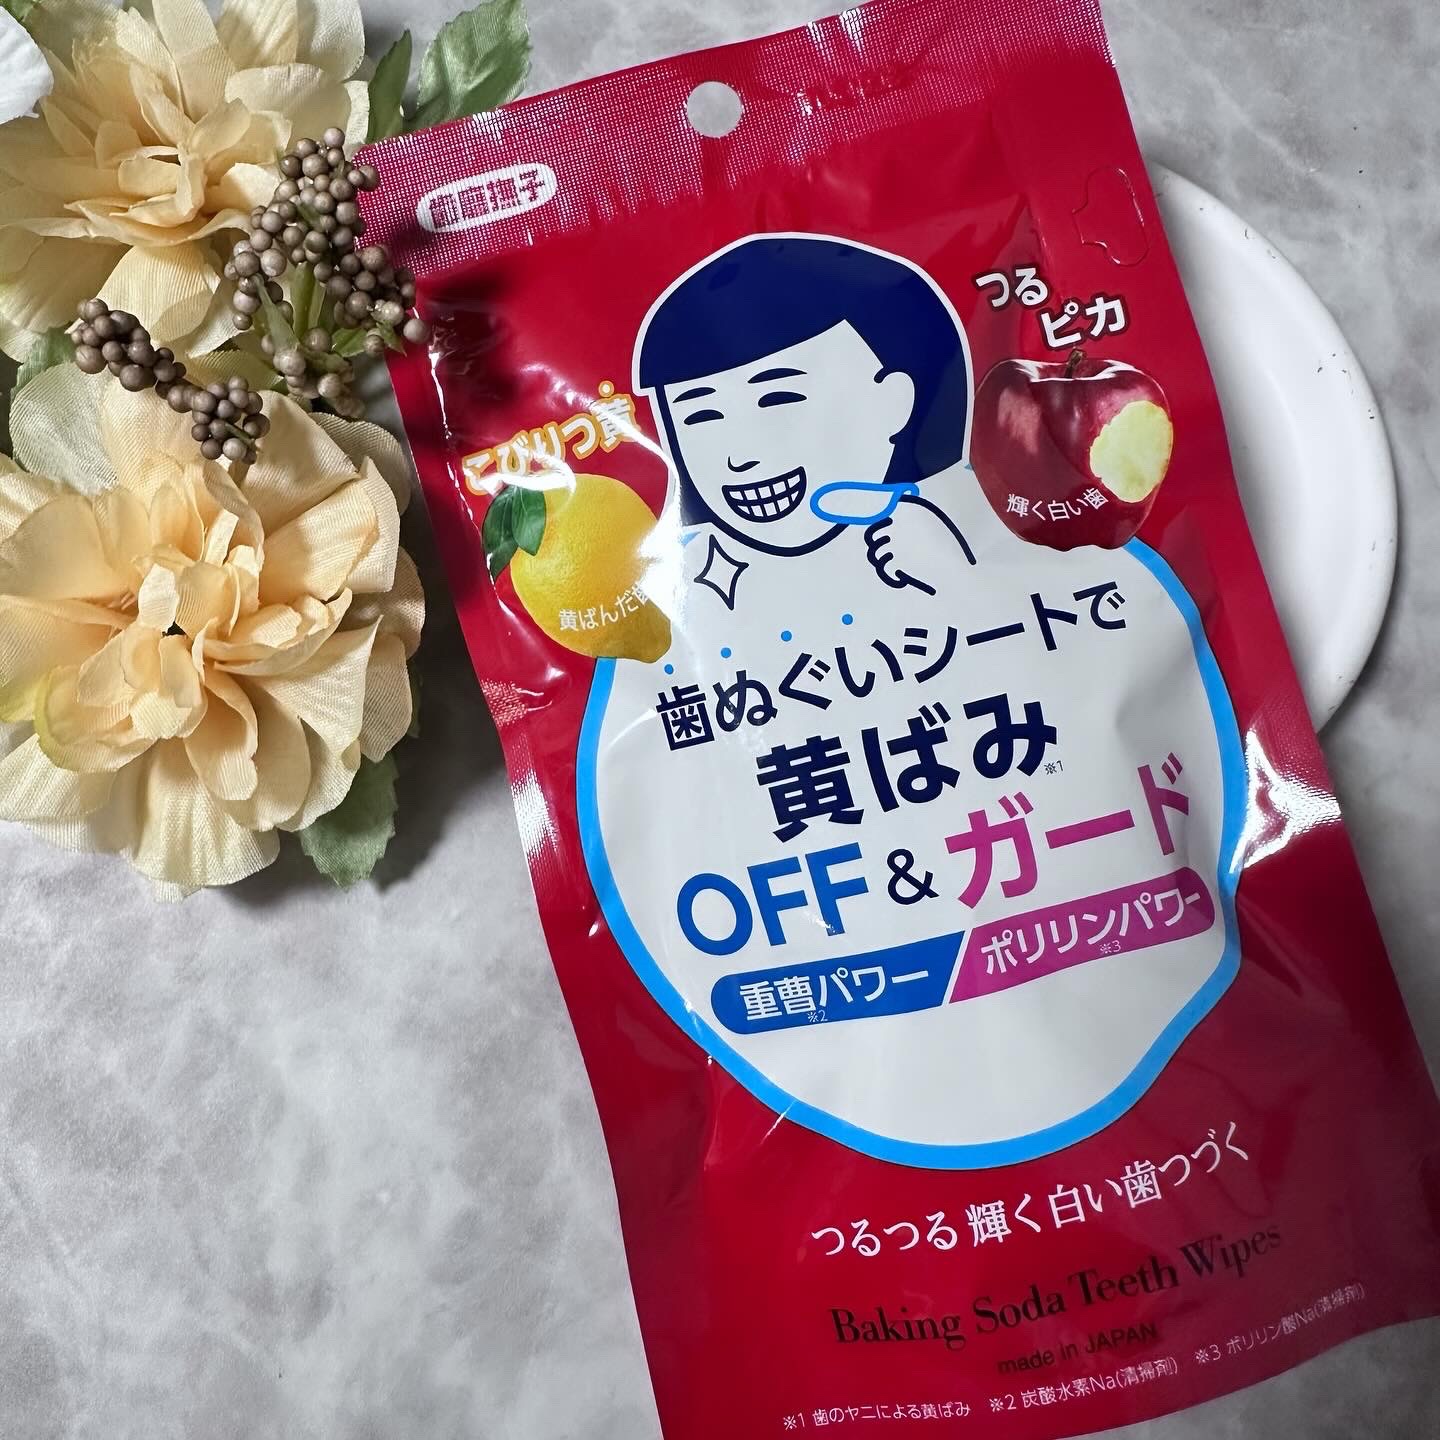 歯磨撫子
つる
ピカ
こびりつ黄
輝く白い歯
黄ばんだ歯
歯ぬぐいシートで
黄ばみ※1
OFF & ガード
重曹パワー※2
ポリリンパワー※3
つるつる 輝く白い歯つづく
Baking Soda Teeth Wipes
made in JAPAN
※1 歯のヤニによる黄ばみ ※2 炭酸水素Na(清掃剤) ※3 ポリリン酸Na(清掃剤)